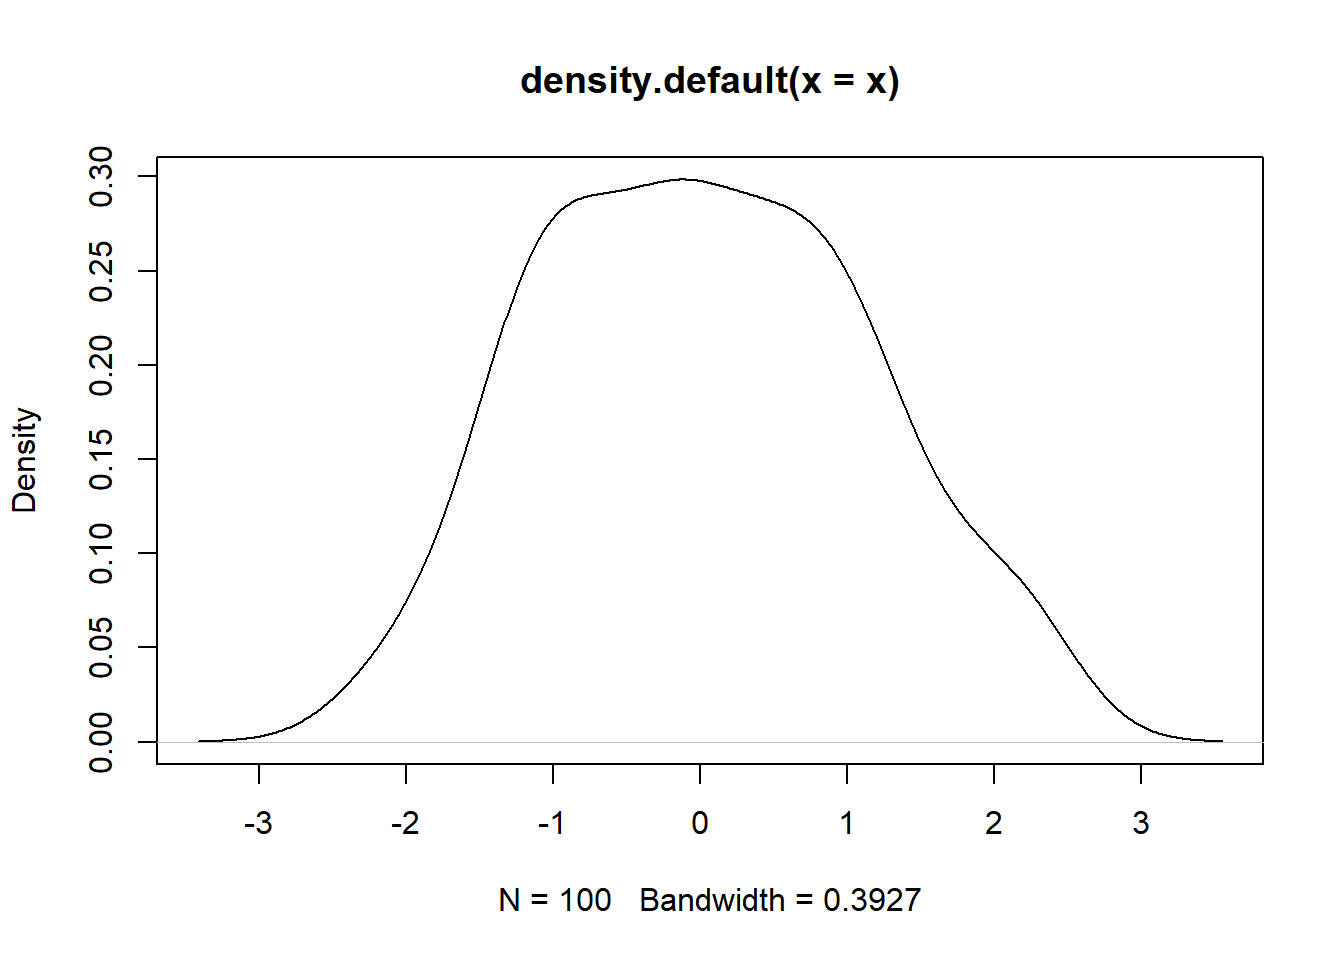 density.default(x = x)
Density
0.30
0.25
0.20
0.15
0.10
0.05
0.00
-3 -2 -1 0 1 2 3
N = 100 Bandwidth = 0.3927